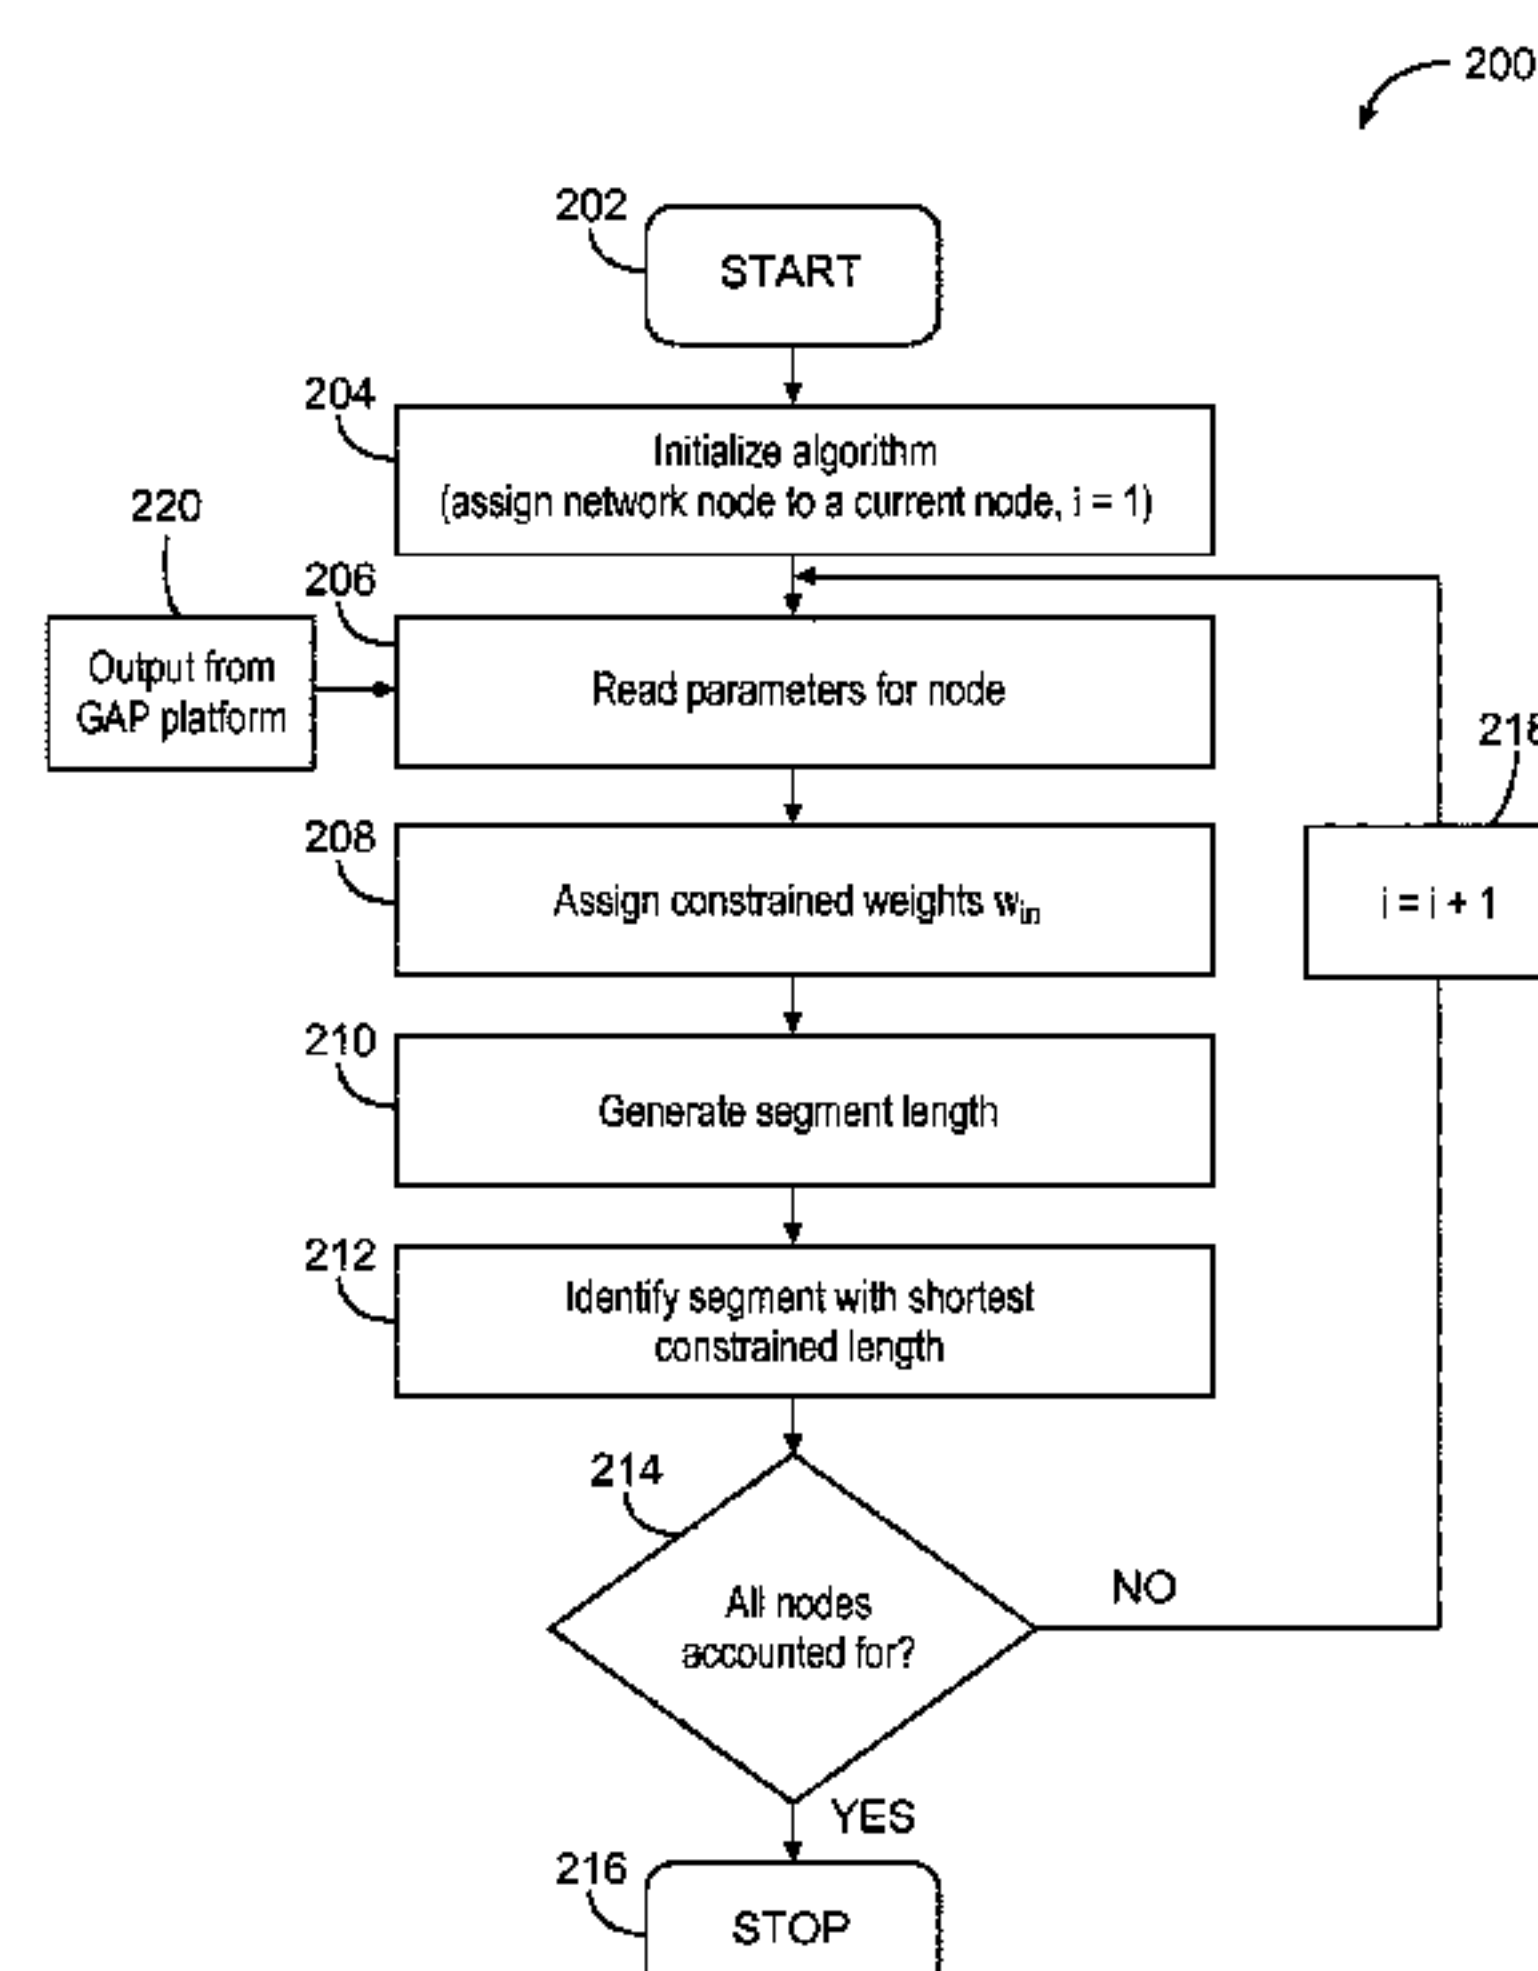 200
202
START
204
Initialize algorithm
(assign network node to a current node, i = 1)
220
206
Output from
GAP platform
Read parameters for node
218
208
Assign constrained weights win
i = i + 1
210
Generate segment length
212
Identify segment with shortest
constrained length
214
All nodes
accounted for?
NO
YES
216
STOP